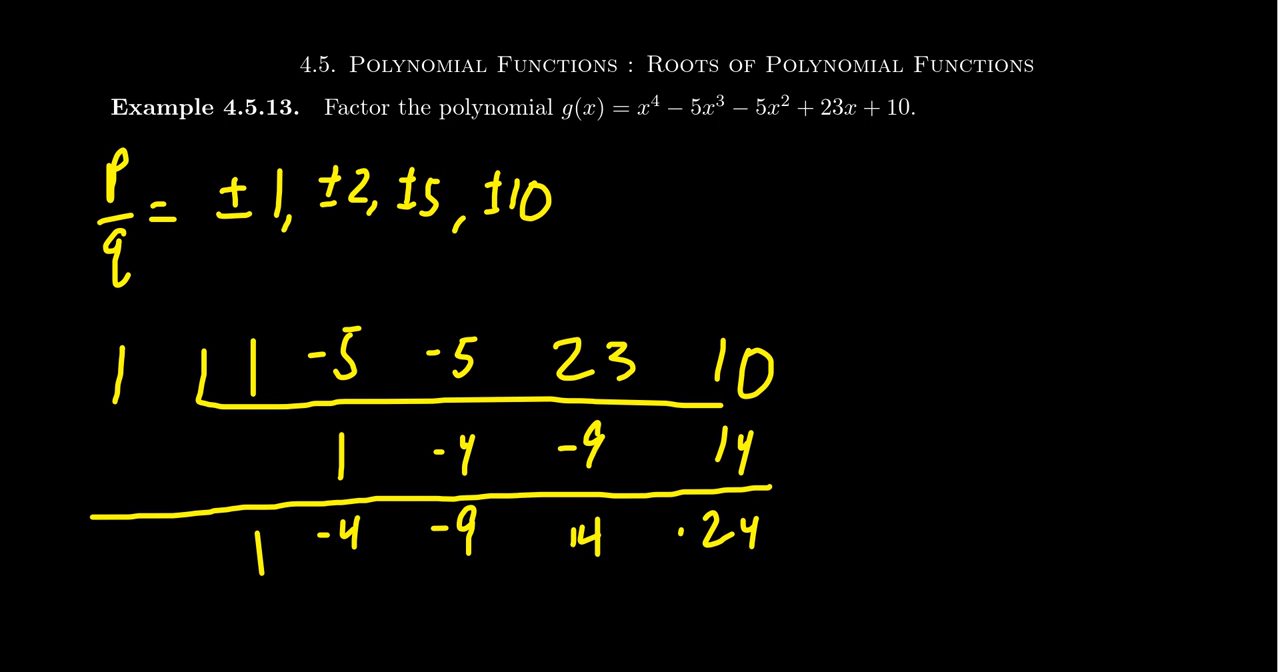 4.5. Polynomial Functions : Roots of Polynomial Functions
Example 4.5.13. Factor the polynomial g(x) = x⁴ − 5x³ − 5x² + 23x + 10.
p/q = ± 1, ±2, ±5, ±10
1 | 1 -5 -5 23 10
1 -4 -9 14
1 -4 -9 14 ·24